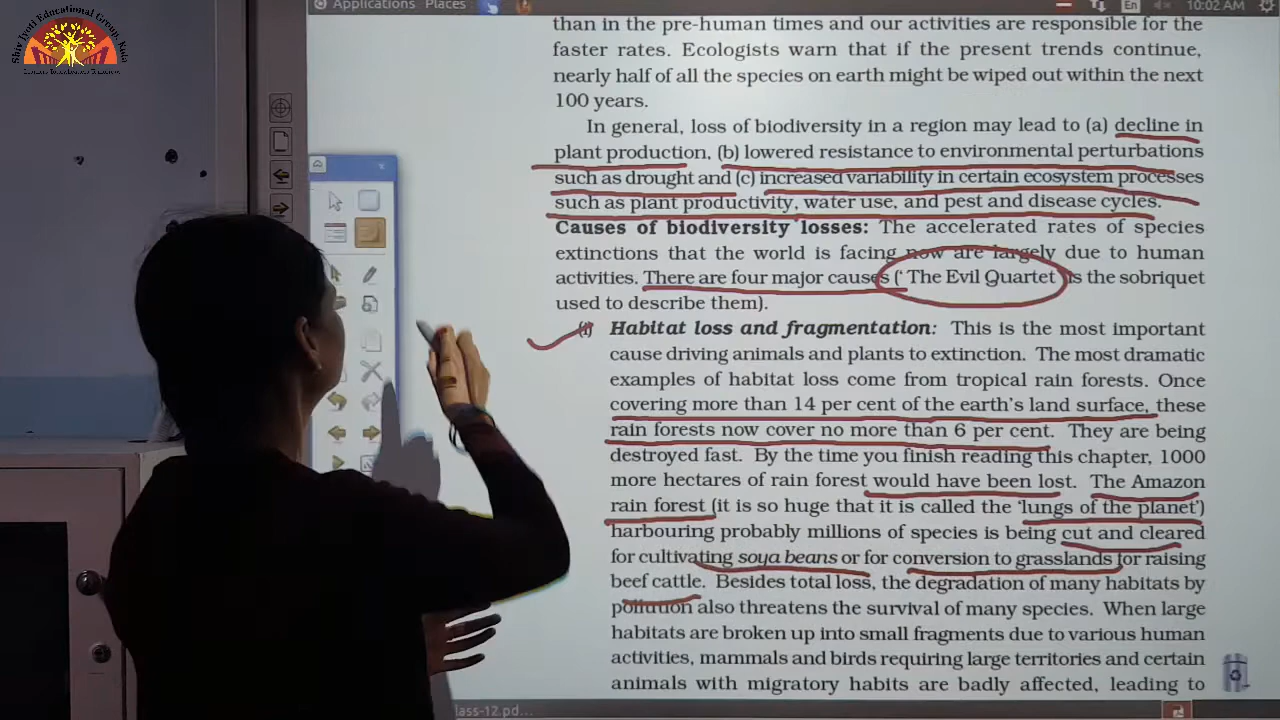 Shiv Jyoti Educational Group, Kota
Applications Places
En
10:02 AM
than in the pre-human times and our activities are responsible for the
faster rates. Ecologists warn that if the present trends continue,
nearly half of all the species on earth might be wiped out within the next
100 years.
In general, loss of biodiversity in a region may lead to (a) decline in
plant production, (b) lowered resistance to environmental perturbations
such as drought and (c) increased variability in certain ecosystem processes
such as plant productivity, water use, and pest and disease cycles.
Causes of biodiversity losses: The accelerated rates of species
extinctions that the world is facing now are largely due to human
activities. There are four major causes (‘ The Evil Quartet’ is the sobriquet
used to describe them).
(i) Habitat loss and fragmentation: This is the most important
cause driving animals and plants to extinction. The most dramatic
examples of habitat loss come from tropical rain forests. Once
covering more than 14 per cent of the earth’s land surface, these
rain forests now cover no more than 6 per cent. They are being
destroyed fast. By the time you finish reading this chapter, 1000
more hectares of rain forest would have been lost. The Amazon
rain forest (it is so huge that it is called the ‘lungs of the planet’)
harbouring probably millions of species is being cut and cleared
for cultivating soya beans or for conversion to grasslands for raising
beef cattle. Besides total loss, the degradation of many habitats by
pollution also threatens the survival of many species. When large
habitats are broken up into small fragments due to various human
activities, mammals and birds requiring large territories and certain
animals with migratory habits are badly affected, leading to
lass-12.pd...